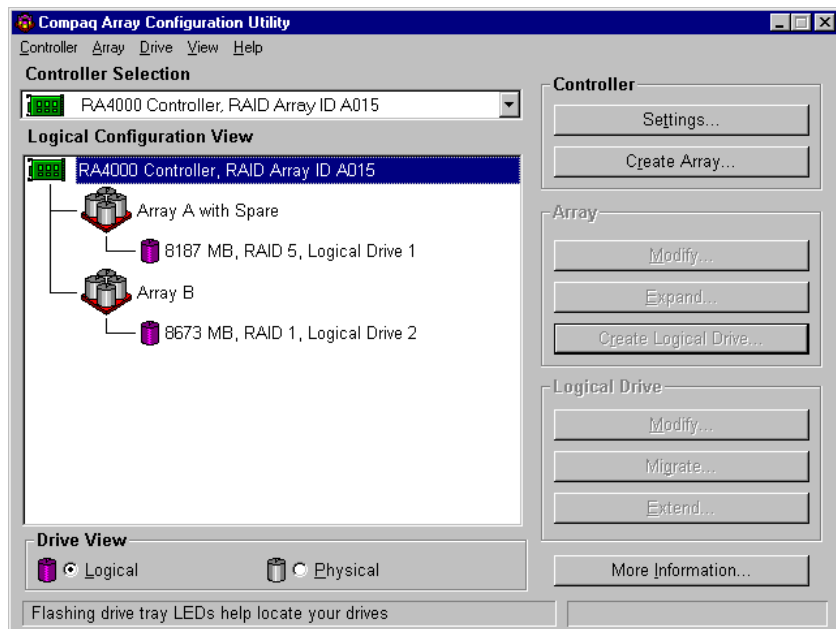 Compaq Array Configuration Utility
Controller Array Drive View Help
Controller Selection
RA4000 Controller, RAID Array ID A015
Logical Configuration View
RA4000 Controller, RAID Array ID A015
Array A with Spare
8187 MB, RAID 5, Logical Drive 1
Array B
8673 MB, RAID 1, Logical Drive 2
Drive View
Logical
Physical
Flashing drive tray LEDs help locate your drives
Controller
Settings...
Create Array...
Array
Modify...
Expand...
Create Logical Drive...
Logical Drive
Modify...
Migrate...
Extend...
More Information...